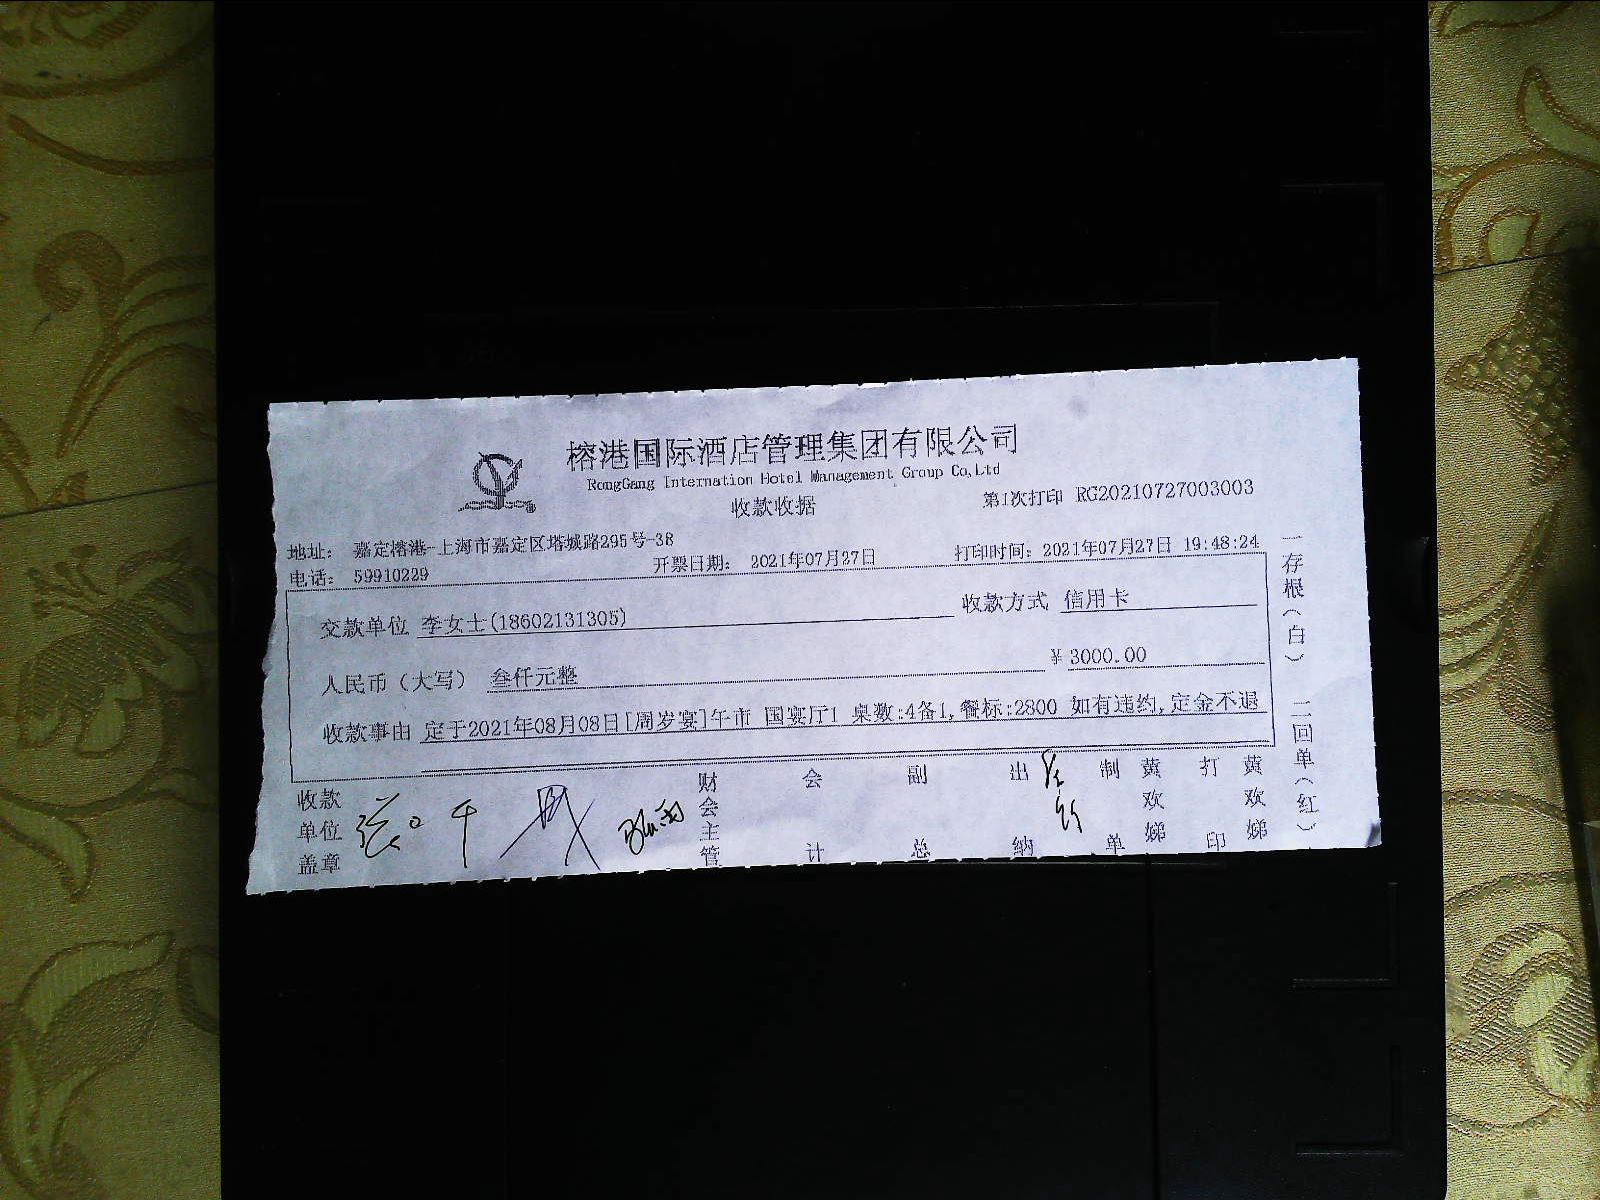 榕港国际酒店管理集团有限公司
RongGang Internation Hotel Management Group Co,Ltd
收款收据
第1次打印 RG20210727003003
地址： 嘉定榕港-上海市嘉定区塔城路295号-3B
电话： 59910229
开票日期： 2021年07月27日
打印时间：2021年07月27日 19:48:24
交款单位 李女士(18602131305)
收款方式 信用卡
人民币（大写） 叁仟元整
¥ 3000.00
收款事由 定于2021年08月08日[周岁宴]午市 国宴厅1 桌数:4备1,餐标:2800 如有违约,定金不退
收款单位盖章
财会主管
会计
副总
出纳
制单
黄欢娣
打印
黄欢娣
一存根（白） 二回单（红）